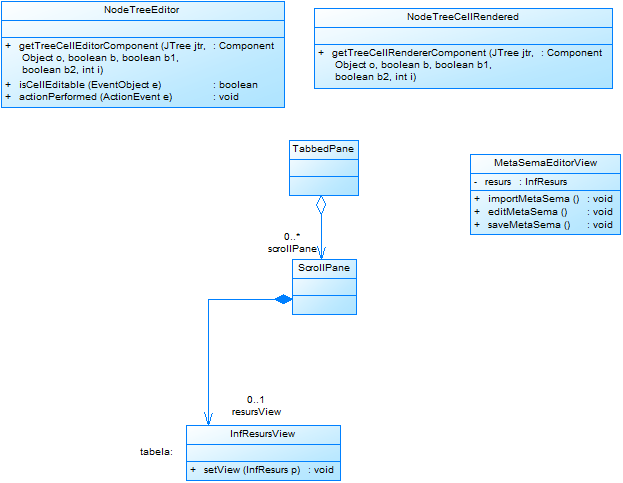 NodeTreeEditor
+ getTreeCellEditorComponent (JTree jtr, : Component
Object o, boolean b, boolean b1,
boolean b2, int i)
+ isCellEditable (EventObject e) : boolean
+ actionPerformed (ActionEvent e) : void
NodeTreeCellRendered
+ getTreeCellRendererComponent (JTree jtr, : Component
Object o, boolean b, boolean b1,
boolean b2, int i)
TabbedPane
MetaSemaEditorView
- resurs : InfResurs
+ importMetaSema () : void
+ editMetaSema () : void
+ saveMetaSema () : void
0..*
scrollPane
ScrollPane
0..1
resursView
InfResursView
tabela:
+ setView (InfResurs p) : void